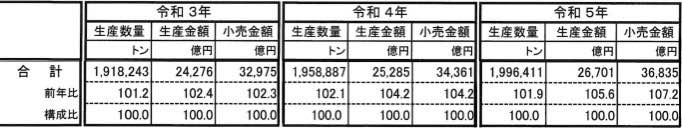 令和３年 令和４年 令和５年
生産数量 生産金額 小売金額 生産数量 生産金額 小売金額 生産数量 生産金額 小売金額
トン 億円 億円 トン 億円 億円 トン 億円 億円
合 計 1,918,243 24,276 32,975 1,958,887 25,285 34,361 1,996,411 26,701 36,835
前年比 101.2 102.4 102.3 102.1 104.2 104.2 101.9 105.6 107.2
構成比 100.0 100.0 100.0 100.0 100.0 100.0 100.0 100.0 100.0